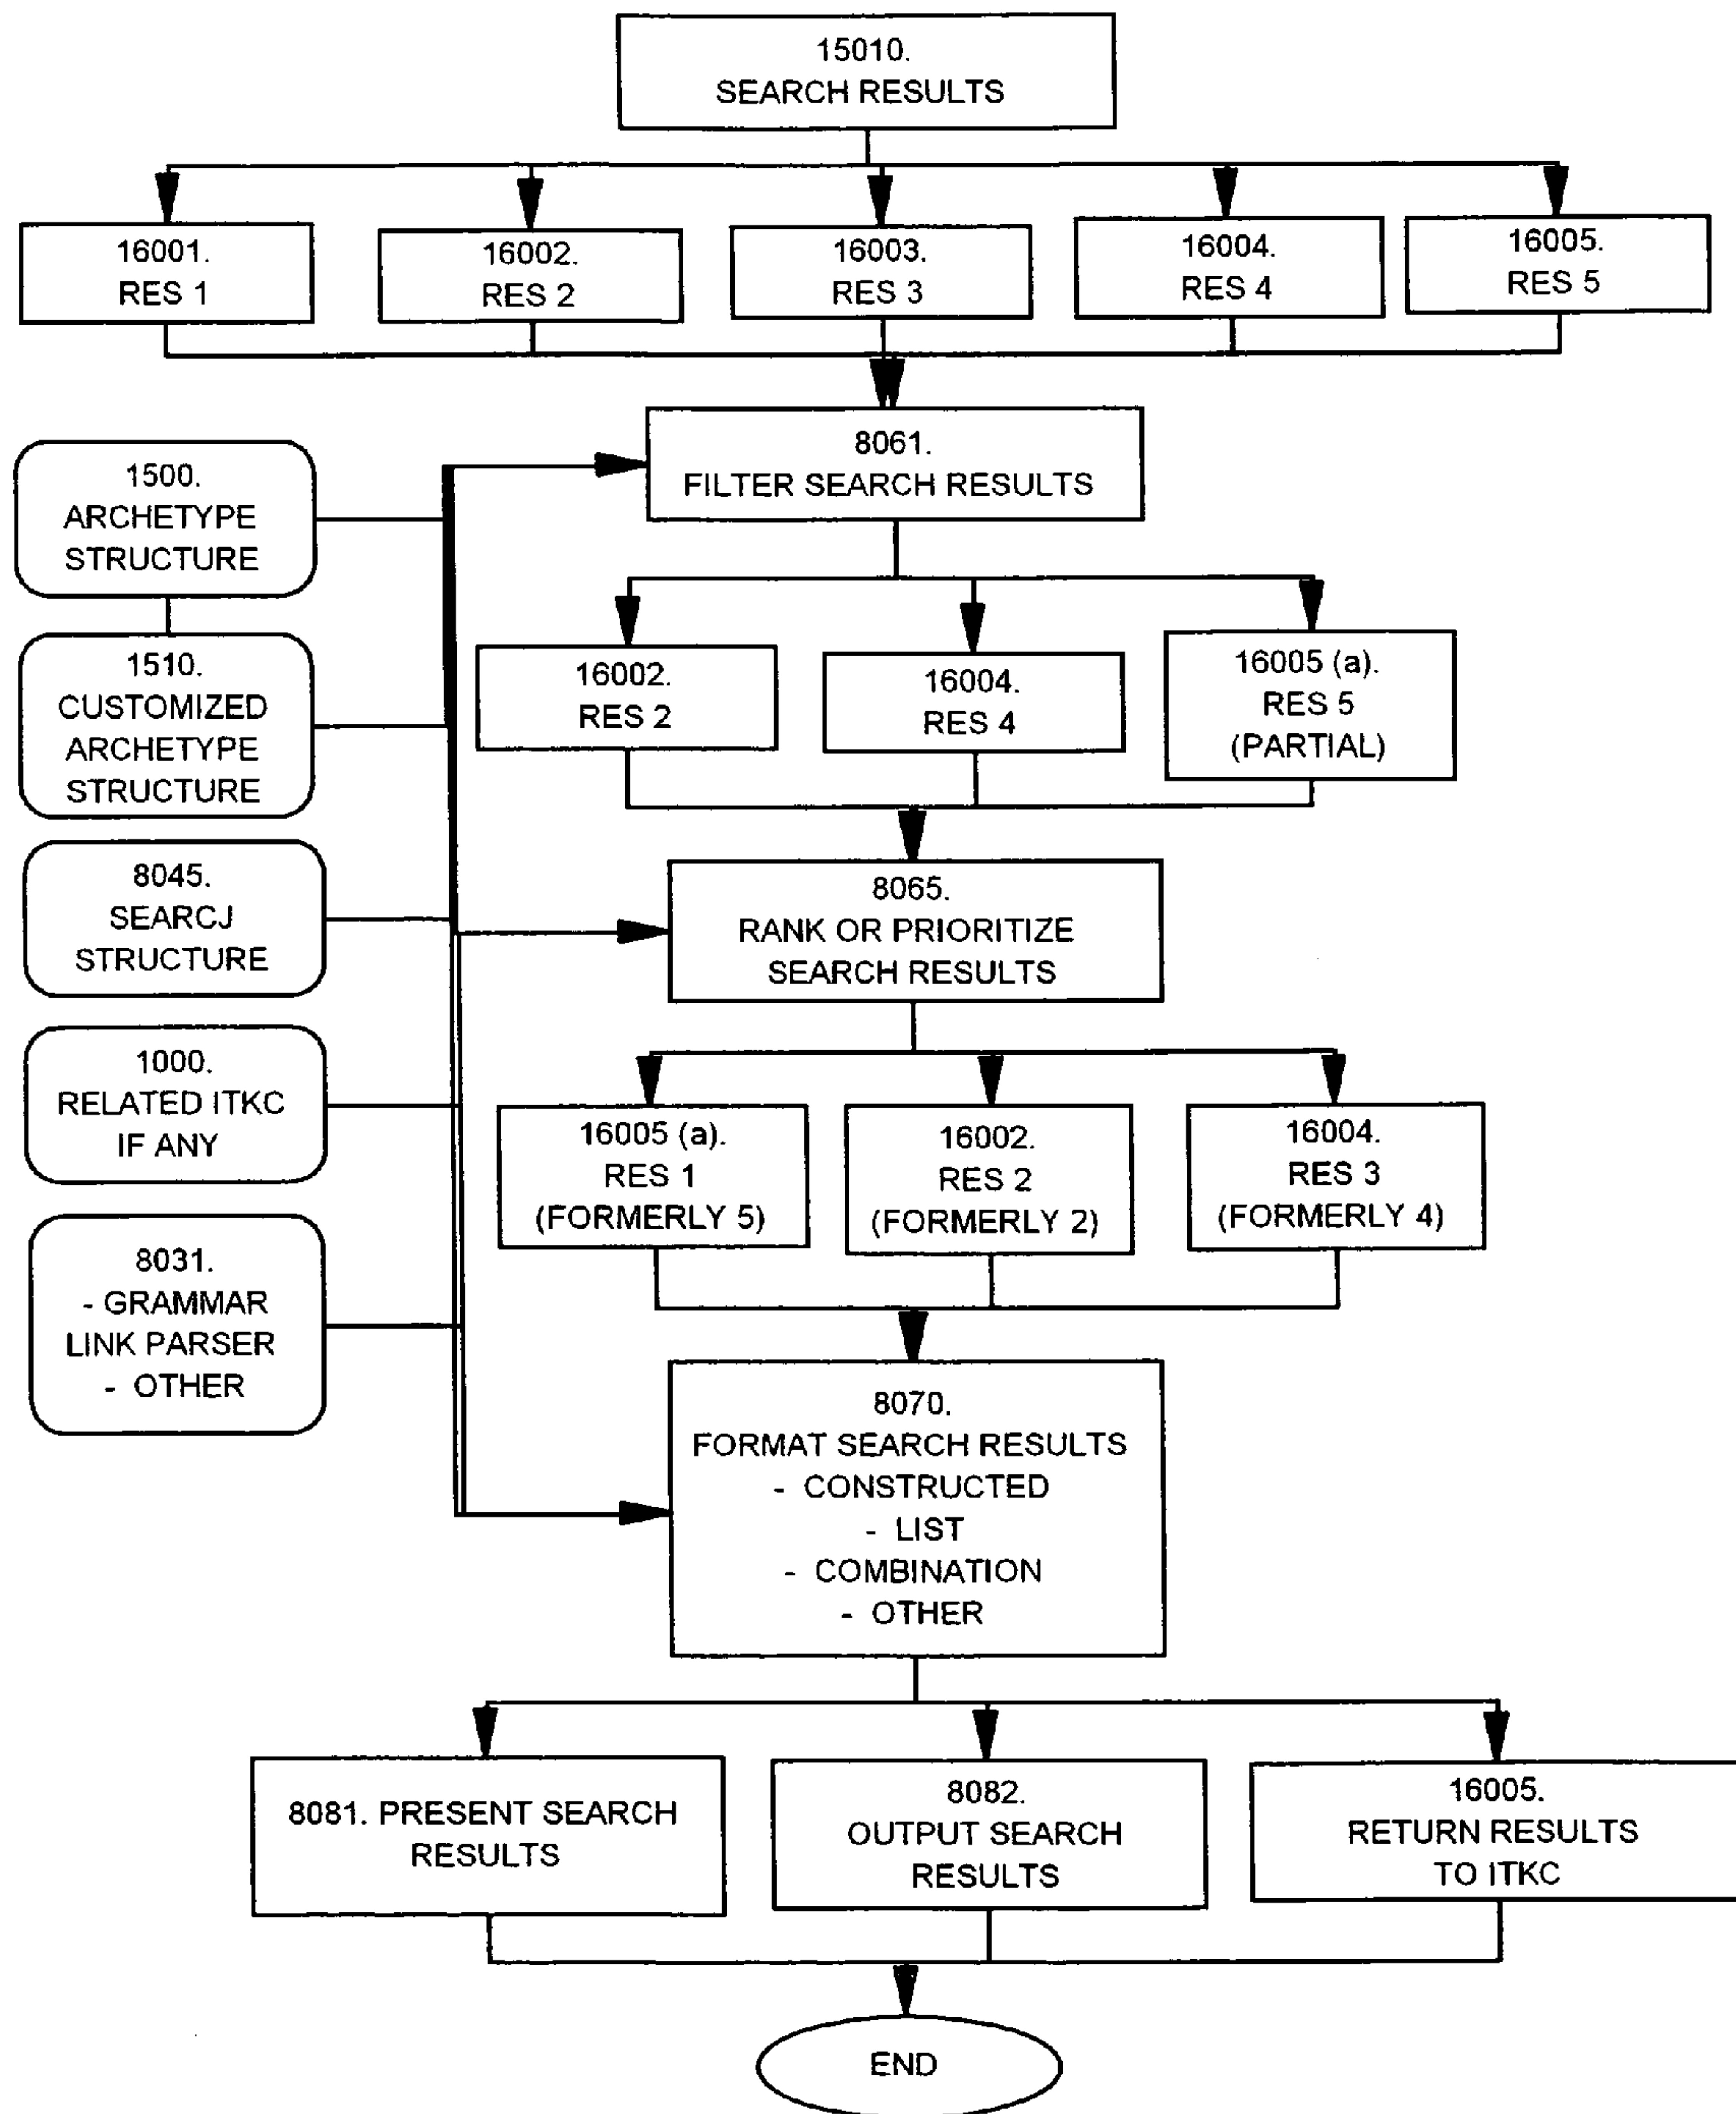 15010.
SEARCH RESULTS
16001.
RES 1
16002.
RES 2
16003.
RES 3
16004.
RES 4
16005.
RES 5
8061.
FILTER SEARCH RESULTS
1500.
ARCHETYPE
STRUCTURE
1510.
CUSTOMIZED
ARCHETYPE
STRUCTURE
8045.
SEARCJ
STRUCTURE
1000.
RELATED ITKC
IF ANY
8031.
- GRAMMAR
LINK PARSER
- OTHER
16002.
RES 2
16004.
RES 4
16005 (a).
RES 5
(PARTIAL)
8065.
RANK OR PRIORITIZE
SEARCH RESULTS
16005 (a).
RES 1
(FORMERLY 5)
16002.
RES 2
(FORMERLY 2)
16004.
RES 3
(FORMERLY 4)
8070.
FORMAT SEARCH RESULTS
- CONSTRUCTED
- LIST
- COMBINATION
- OTHER
8081. PRESENT SEARCH
RESULTS
8082.
OUTPUT SEARCH
RESULTS
16005.
RETURN RESULTS
TO ITKC
END